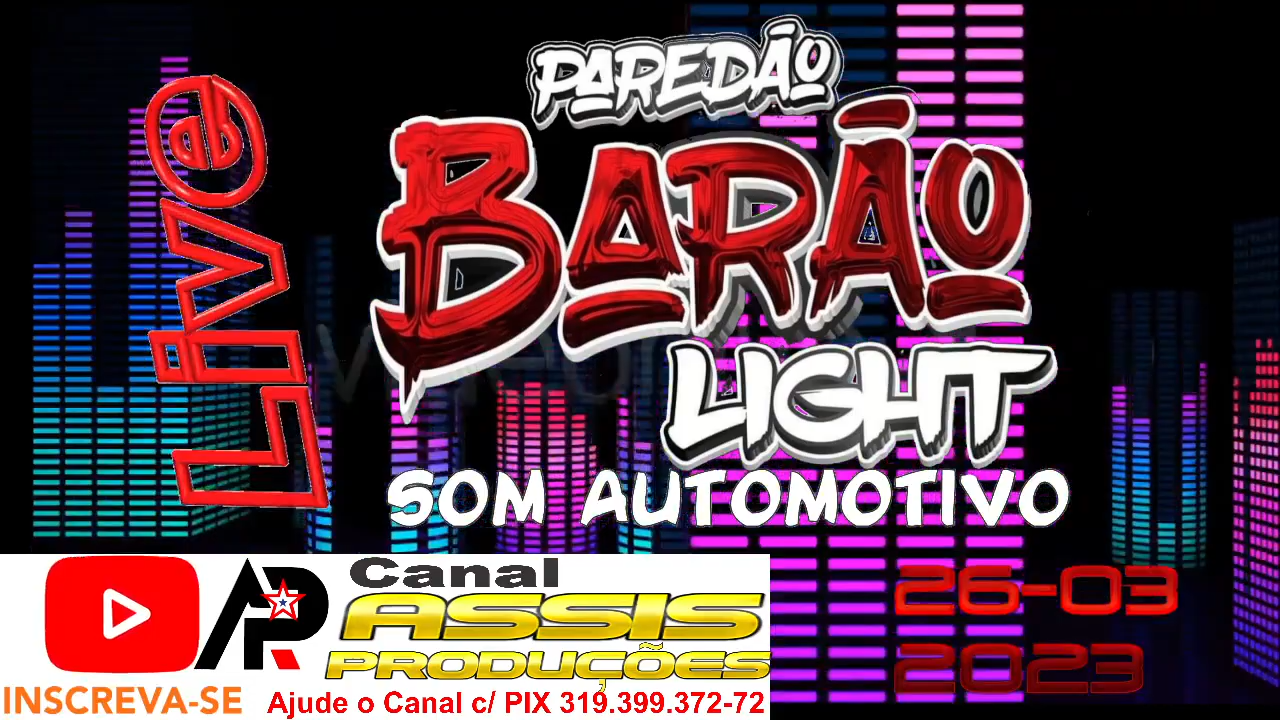 Live
PAREDÃO
BARÃO
LIGHT
SOM AUTOMOTIVO
26-03
2023
AP
Canal
ASSIS
PRODUÇÕES
INSCREVA-SE
Ajude o Canal c/ PIX 319.399.372-72